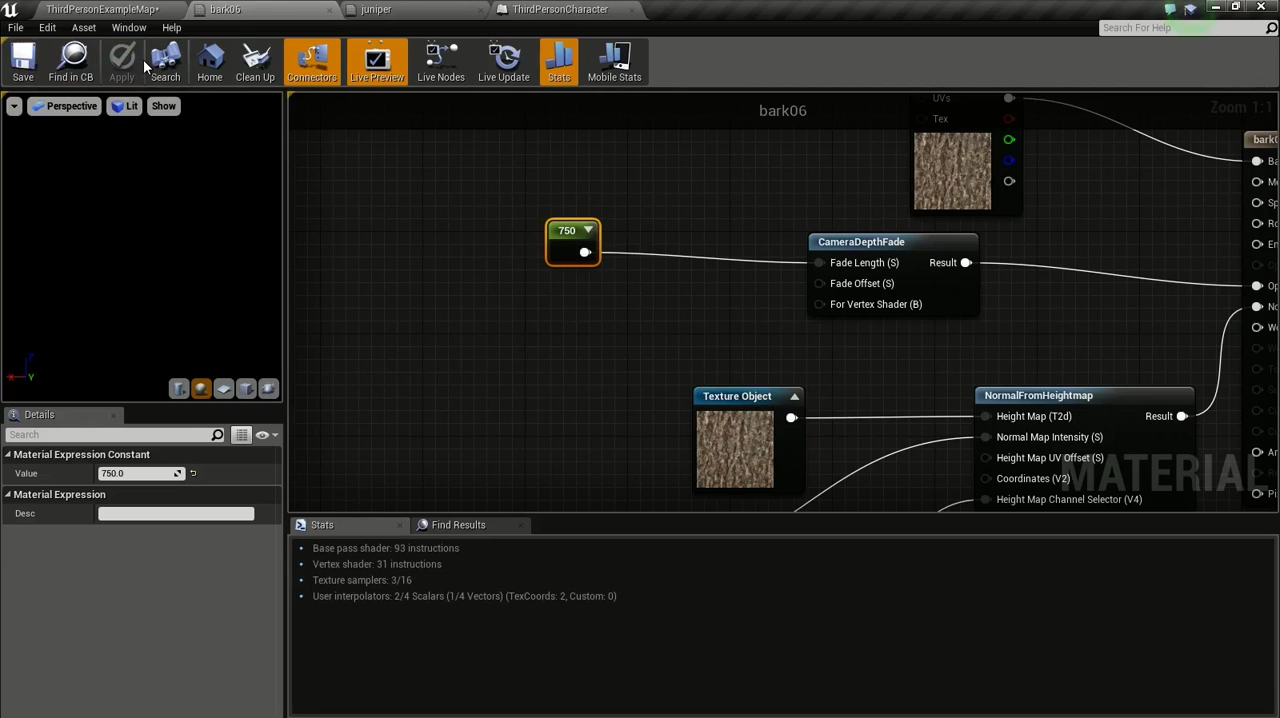 ThirdPersonExampleMap*
bark06
juniper
ThirdPersonCharacter
File Edit Asset Window Help
Search For Help
Save
Find in CB
Apply
Search
Home
Clean Up
Connectors
Live Preview
Live Nodes
Live Update
Stats
Mobile Stats
Perspective
Lit
Show
bark06
Zoom 1:1
UVs
Tex
750
CameraDepthFade
Fade Length (S)
Result
Fade Offset (S)
For Vertex Shader (B)
Texture Object
NormalFromHeightmap
Height Map (T2d)
Result
Normal Map Intensity (S)
Height Map UV Offset (S)
Coordinates (V2)
Height Map Channel Selector (V4)
MATERIAL
Y
Details
Search
Material Expression Constant
Value 750.0
Material Expression
Desc
Stats
Find Results
Base pass shader: 93 instructions
Vertex shader: 31 instructions
Texture samplers: 3/16
User interpolators: 2/4 Scalars (1/4 Vectors) (TexCoords: 2, Custom: 0)